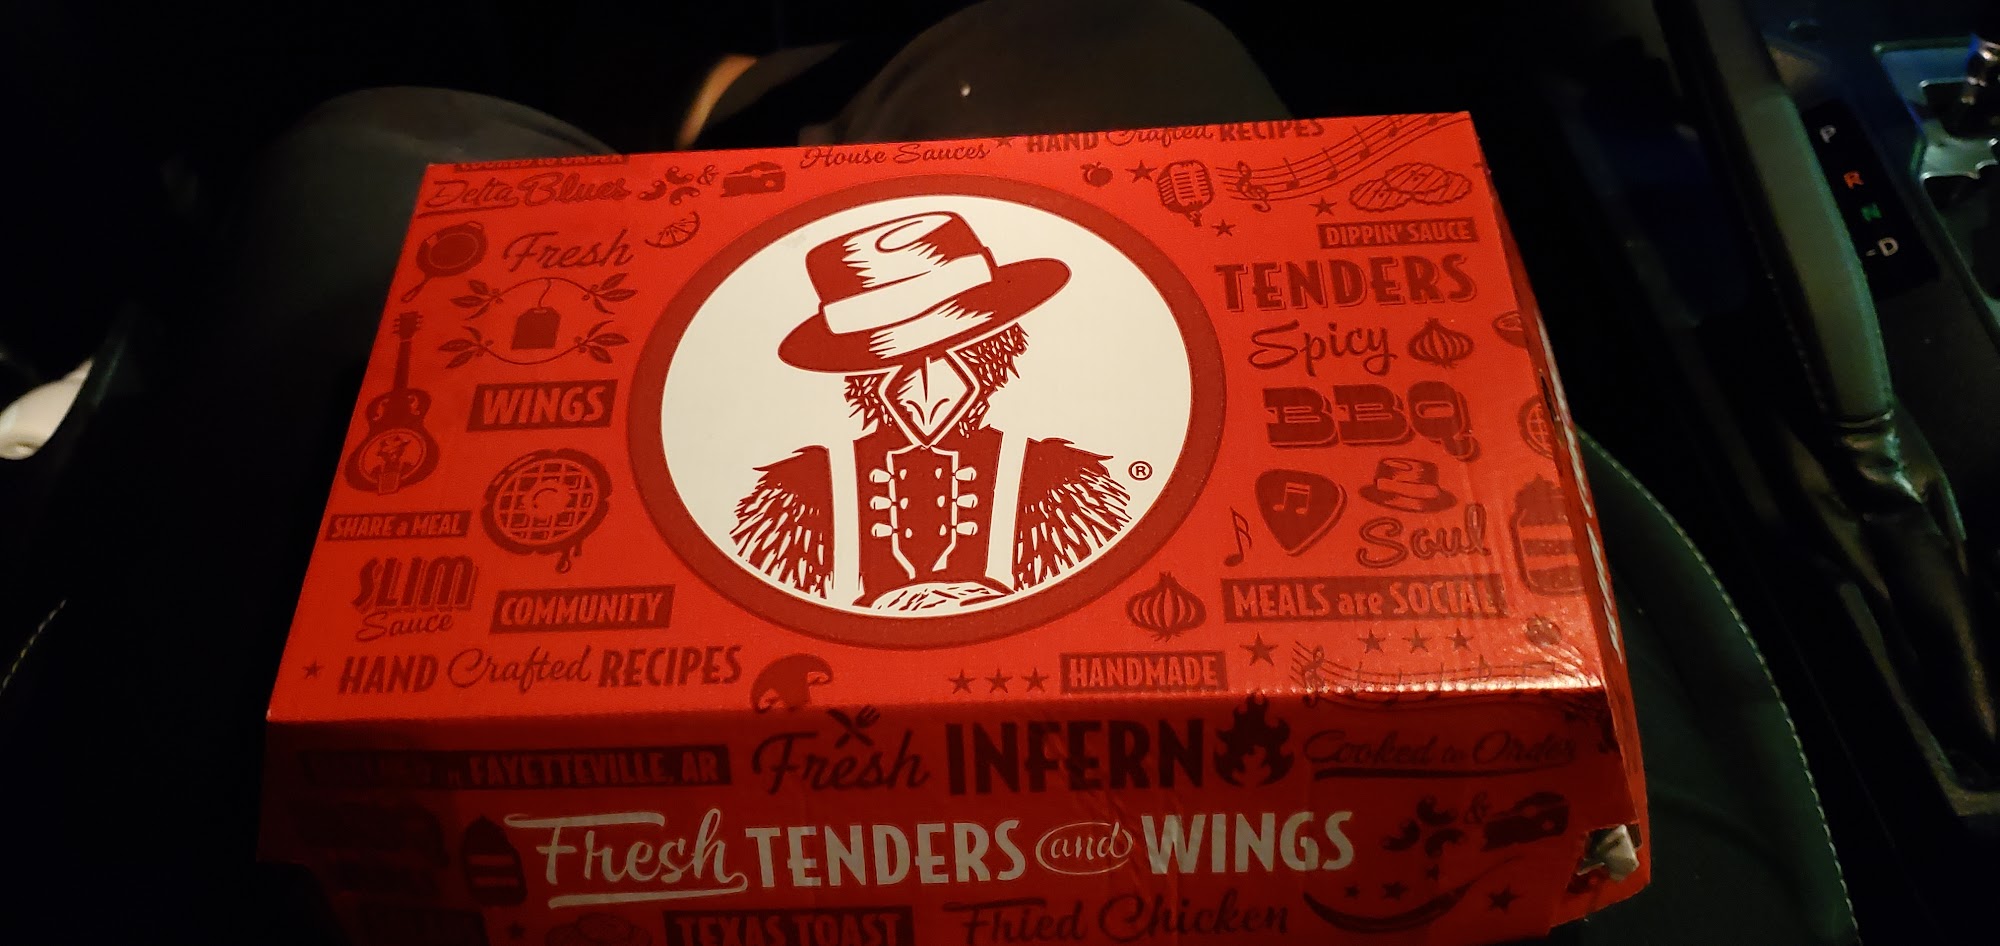 House Sauces
HAND Crafted RECIPES
Delta Blues
&
Fresh
DIPPIN' SAUCE
TENDERS
Spicy
WINGS
BBQ
®
SHARE a MEAL
Soul
SLIM
Sauce
COMMUNITY
MEALS are SOCIAL
HAND Crafted RECIPES
HANDMADE
FAYETTEVILLE, AR
Fresh
INFERNO
Cooked to Order
&
Fresh TENDERS and WINGS
TEXAS TOAST
Fried Chicken
P
R
N
D